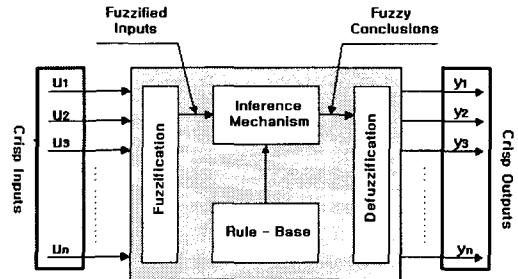 Fuzzified
Inputs
Fuzzy
Conclusions
Crisp Inputs
U1
U2
U3
Un
Fuzzification
Inference
Mechanism
Rule - Base
Defuzzification
y1
y2
y3
yn
Crisp Outputs